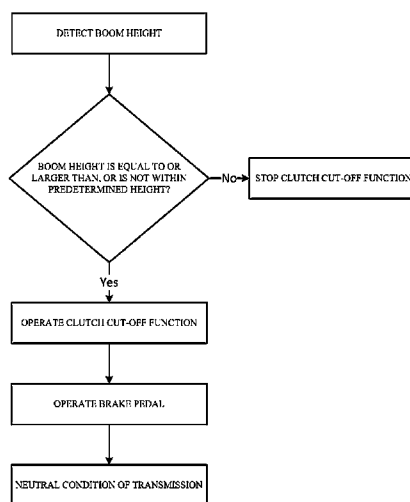 DETECT BOOM HEIGHT
BOOM HEIGHT IS EQUAL TO OR
LARGER THAN, OR IS NOT WITHIN
PREDETERMINED HEIGHT?
No
STOP CLUTCH CUT-OFF FUNCTION
Yes
OPERATE CLUTCH CUT-OFF FUNCTION
OPERATE BRAKE PEDAL
NEUTRAL CONDITION OF TRANSMISSION